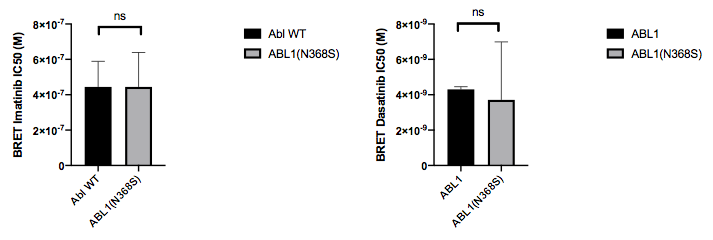 ns
BRET Imatinib IC50 (M)
8×10-7
6×10-7
4×10-7
2×10-7
0
Abl WT
ABL1(N368S)
Abl WT
ABL1(N368S)
ns
BRET Dasatinib IC50 (M)
8×10-9
6×10-9
4×10-9
2×10-9
0
ABL1
ABL1(N368S)
ABL1
ABL1(N368S)